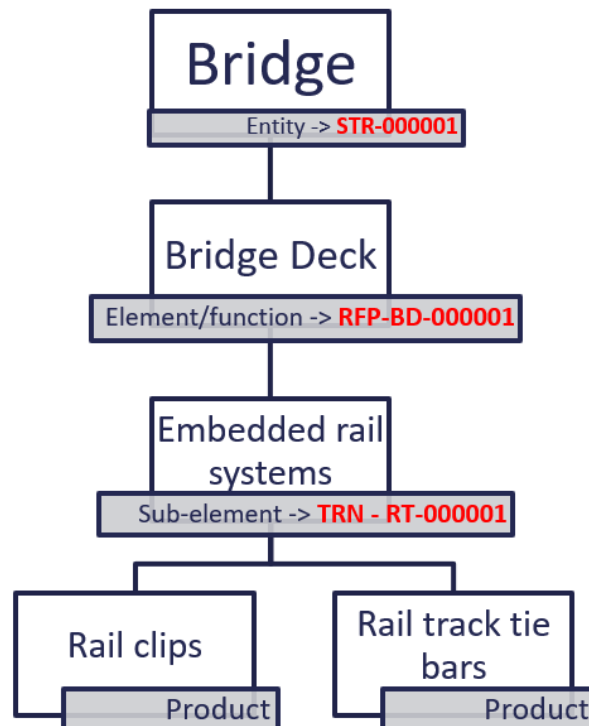 Bridge
Entity -> STR-000001
Bridge Deck
Element/function -> RFP-BD-000001
Embedded rail
systems
Sub-element -> TRN - RT-000001
Rail clips
Product
Rail track tie
bars
Product